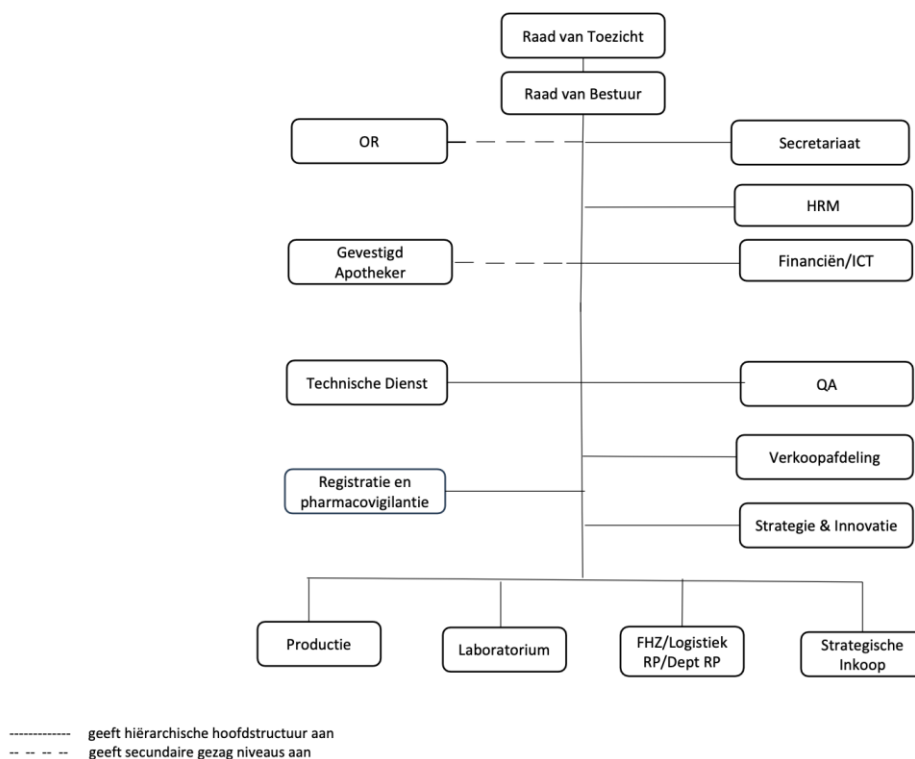 Raad van Toezicht
Raad van Bestuur
OR
Secretariaat
HRM
Gevestigd
Apotheker
Financiën/ICT
Technische Dienst
QA
Verkoopafdeling
Registratie en
pharmacovigilantie
Strategie & Innovatie
Productie
Laboratorium
FHZ/Logistiek
RP/Dept RP
Strategische
Inkoop
------------- geeft hiërarchische hoofdstructuur aan
-- -- -- -- geeft secundaire gezag niveaus aan